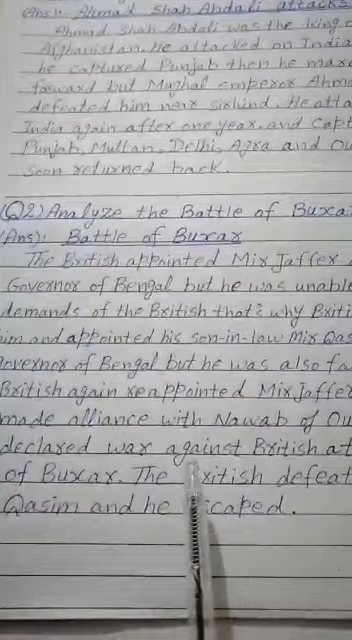 Ans:- Ahmad Shah Abdali attacks
Ahmad Shah Abdali was the king o
Afghanistan. He attacked on India
he captured Punjab then he mar
forward but Mughal emperor Ahm
defeated him near sirhind. He atta
India again after one year. and Capt
Punjab, Multan, Delhi, Agra and Ou
soon returned back.
(Q2) Analyze the Battle of Buxa
(Ans): Battle of Buxar
The British appointed Mir Jaffer
Governor of Bengal but he was unable
demands of the British that's why Briti
him and appointed his son-in-law Mir Qas
Governor of Bengal but he was also fa
British again reappointed Mir Jaffer
made alliance with Nawab of Ou
declared war against British at
of Buxar. The British defeat
Qasim and he escaped.